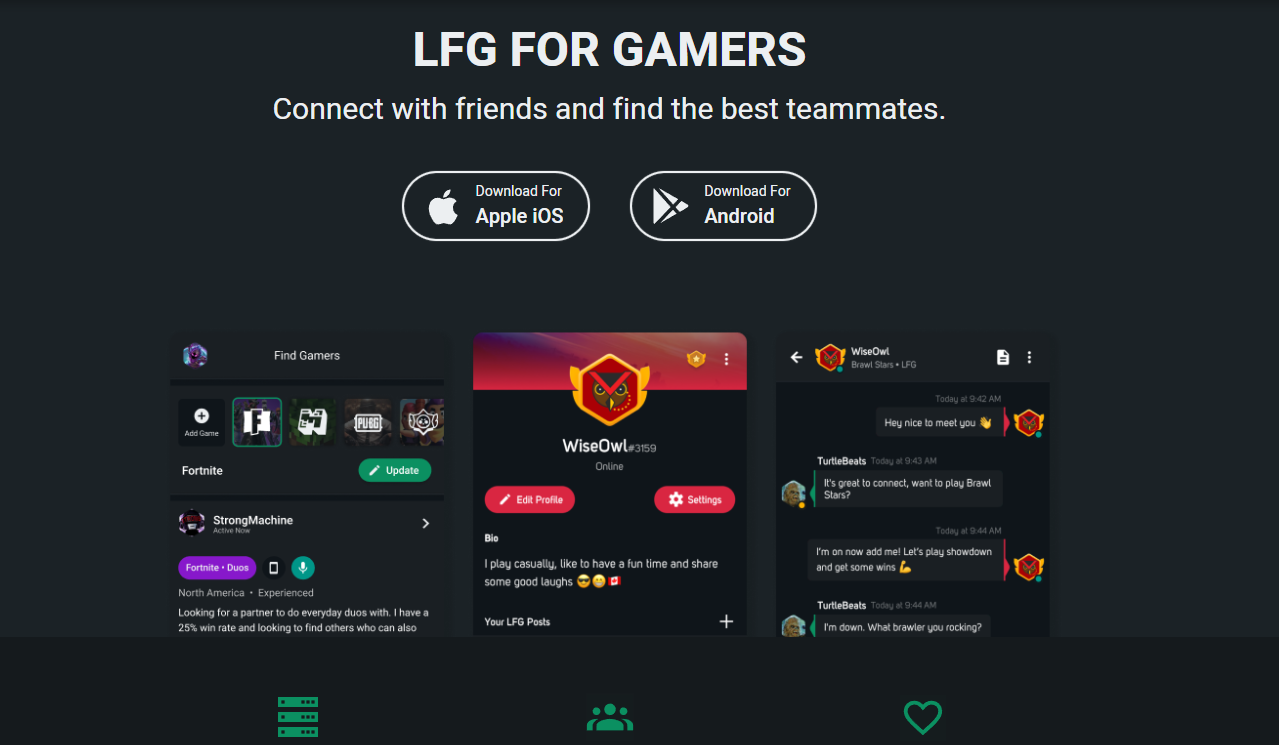 LFG FOR GAMERS
Connect with friends and find the best teammates.
Download For
Apple iOS
Download For
Android
Find Gamers
Add Game
PUBG
Fortnite
Update
StrongMachine
Active Now
Fortnite • Duos
North America • Experienced
Looking for a partner to do everyday duos with. I have a
25% win rate and looking to find others who can also
WiseOwl#3159
Online
Edit Profile
Settings
Bio
I play casually, like to have a fun time and share
some good laughs 😎😄🇨🇦
Your LFG Posts
WiseOwl
Brawl Stars • LFG
Today at 9:42 AM
Hey nice to meet you 👋
TurtleBeats Today at 9:43 AM
It's great to connect, want to play Brawl
Stars?
Today at 9:44 AM
I'm on now add me! Let's play showdown
and get some wins 💪
TurtleBeats Today at 9:44 AM
I'm down. What brawler you rocking?